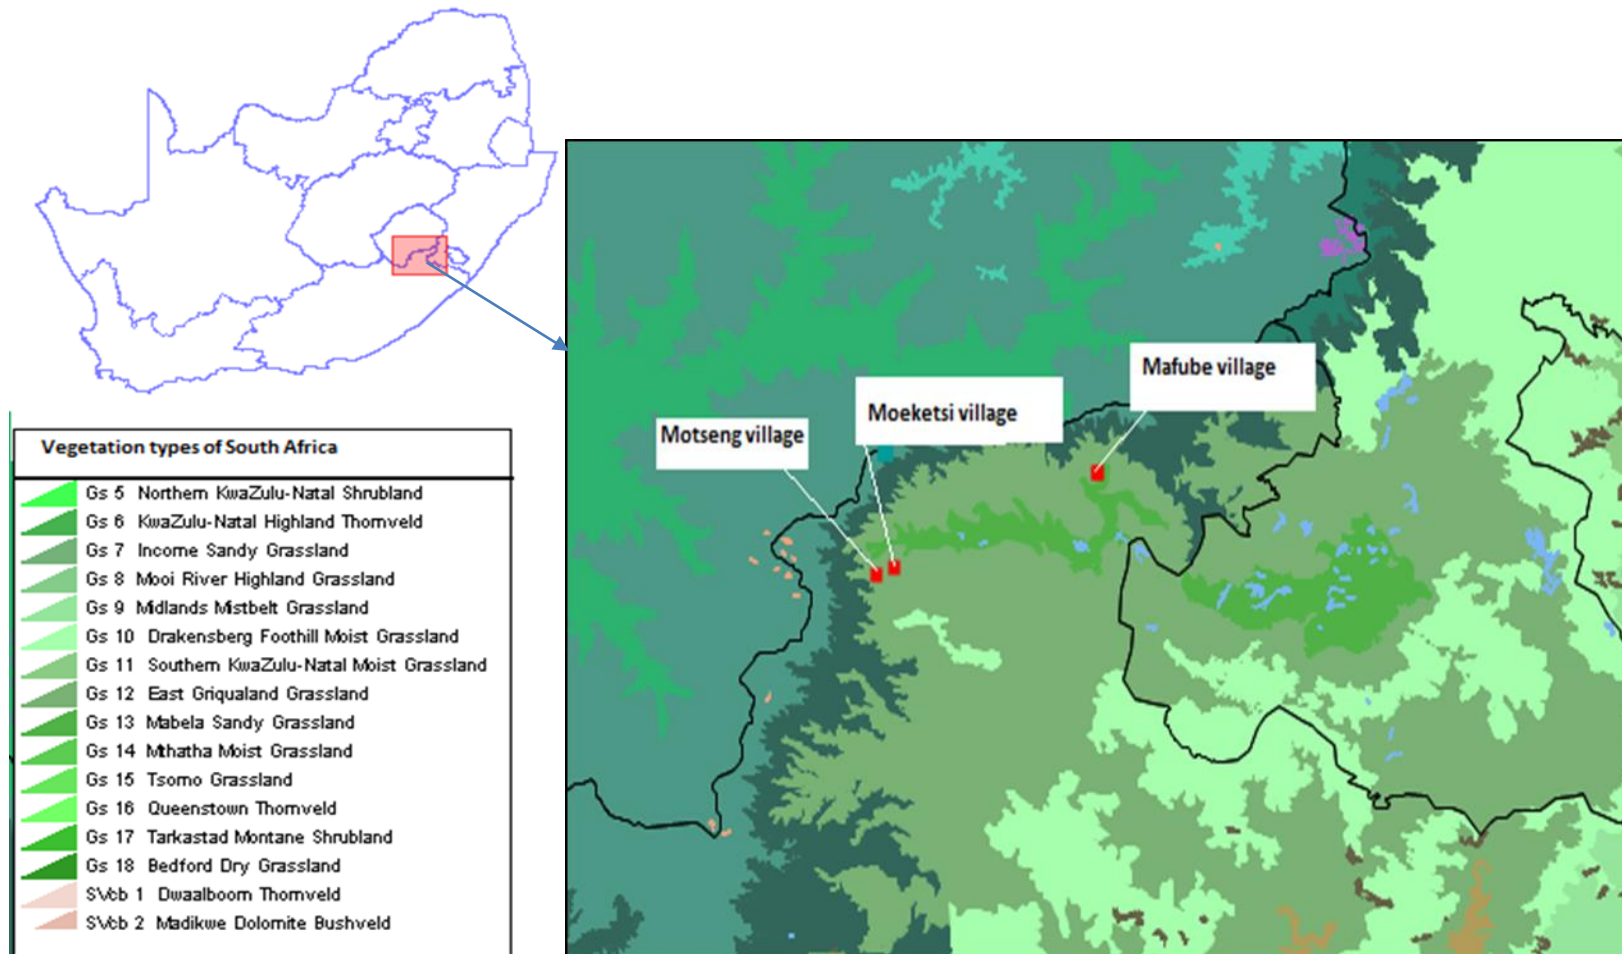 Mafube village
Moeketsi village
Motseng village
Vegetation types of South Africa
Gs 5 Northern KwaZulu-Natal Shrubland
Gs 6 KwaZulu-Natal Highland Thornveld
Gs 7 Income Sandy Grassland
Gs 8 Mooi River Highland Grassland
Gs 9 Midlands Mistbelt Grassland
Gs 10 Drakensberg Foothill Moist Grassland
Gs 11 Southern KwaZulu-Natal Moist Grassland
Gs 12 East Griqualand Grassland
Gs 13 Mabela Sandy Grassland
Gs 14 Mthatha Moist Grassland
Gs 15 Tsomo Grassland
Gs 16 Queenstown Thornveld
Gs 17 Tarkastad Montane Shrubland
Gs 18 Bedford Dry Grassland
SVcb 1 Dwaalboom Thornveld
SVcb 2 Madikwe Dolomite Bushveld